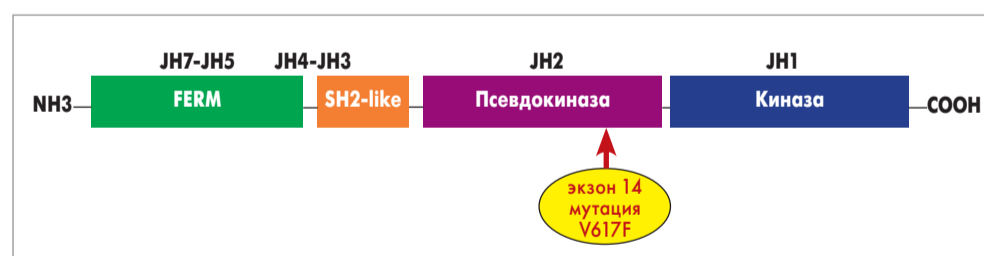 JH7-JH5 JH4-JH3 JH2 JH1
NH3 FERM SH2-like Псевдокиназа Киназа COOH
экзон 14
мутация
V617F